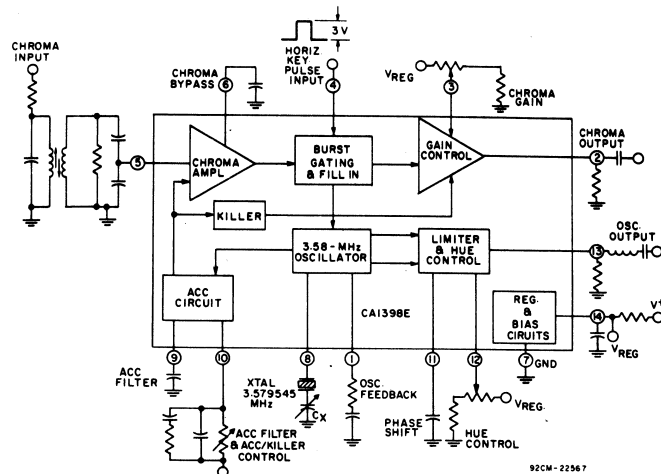 CHROMA
INPUT
CHROMA
BYPASS
6
HORIZ
KEY
PULSE
INPUT
4
3 V
VREG
3
CHROMA
GAIN
5
CHROMA
AMPL
BURST
GATING
& FILL IN
GAIN
CONTROL
CHROMA
OUTPUT
2
KILLER
3.58-MHz
OSCILLATOR
LIMITER
& HUE
CONTROL
OSC.
OUTPUT
13
ACC
CIRCUIT
CA1398E
REG.
&
BIAS
CIRUITS
14
V+
VREG
9
10
8
1
11
12
7 GND
ACC
FILTER
XTAL
3.579545
MHz
CX
OSC.
FEEDBACK
PHASE
SHIFT
HUE
CONTROL
VREG.
ACC FILTER
& ACC/KILLER
CONTROL
92CM-22567